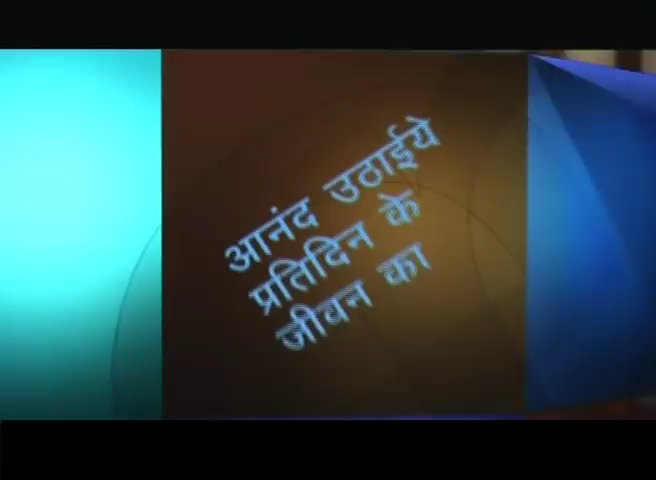 आनंद उठाईये
प्रतिदिन के
जीवन का